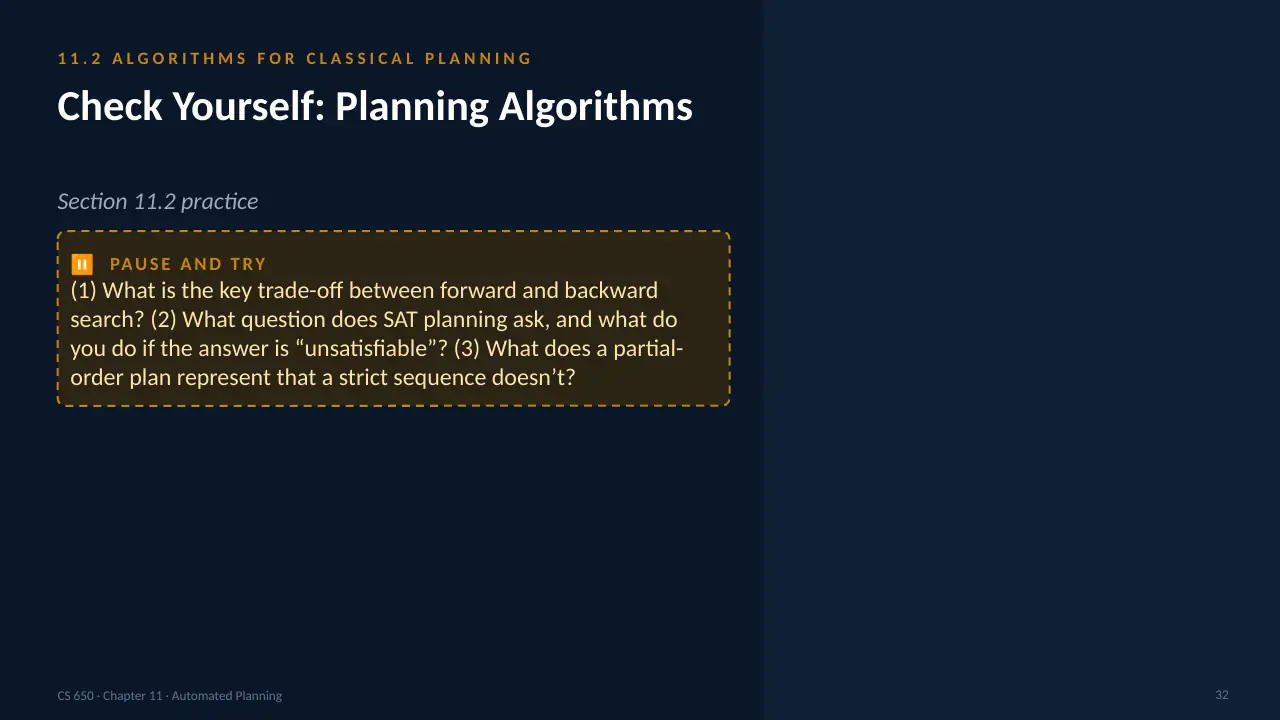 11.2 ALGORITHMS FOR CLASSICAL PLANNING
Check Yourself: Planning Algorithms
Section 11.2 practice
⏸ PAUSE AND TRY
(1) What is the key trade-off between forward and backward
search? (2) What question does SAT planning ask, and what do
you do if the answer is “unsatisfiable”? (3) What does a partial-
order plan represent that a strict sequence doesn’t?
CS 650 · Chapter 11 · Automated Planning
32